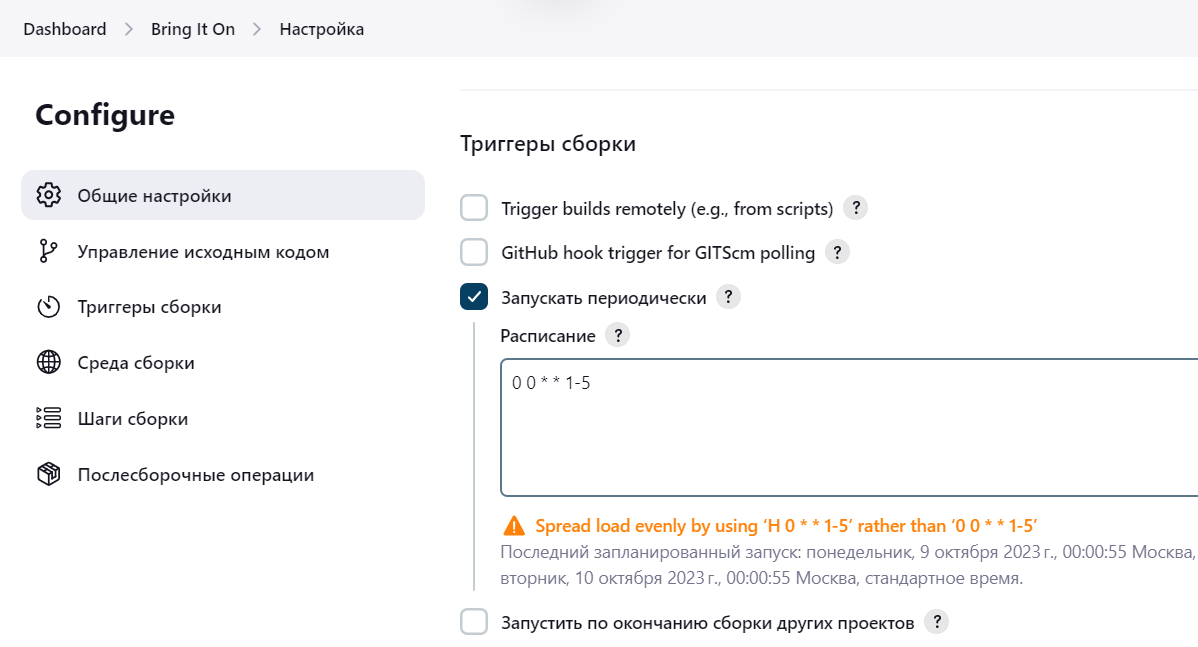 Dashboard > Bring It On > Настройка
Configure
Общие настройки
Управление исходным кодом
Триггеры сборки
Среда сборки
Шаги сборки
Послесборочные операции
Триггеры сборки
Trigger builds remotely (e.g., from scripts) ?
GitHub hook trigger for GITScm polling ?
Запускать периодически ?
Расписание ?
0 0 * * 1-5
Spread load evenly by using ‘H 0 * * 1-5’ rather than ‘0 0 * * 1-5’
Последний запланированный запуск: понедельник, 9 октября 2023 г., 00:00:55 Москва,
вторник, 10 октября 2023 г., 00:00:55 Москва, стандартное время.
Запустить по окончанию сборки других проектов ?